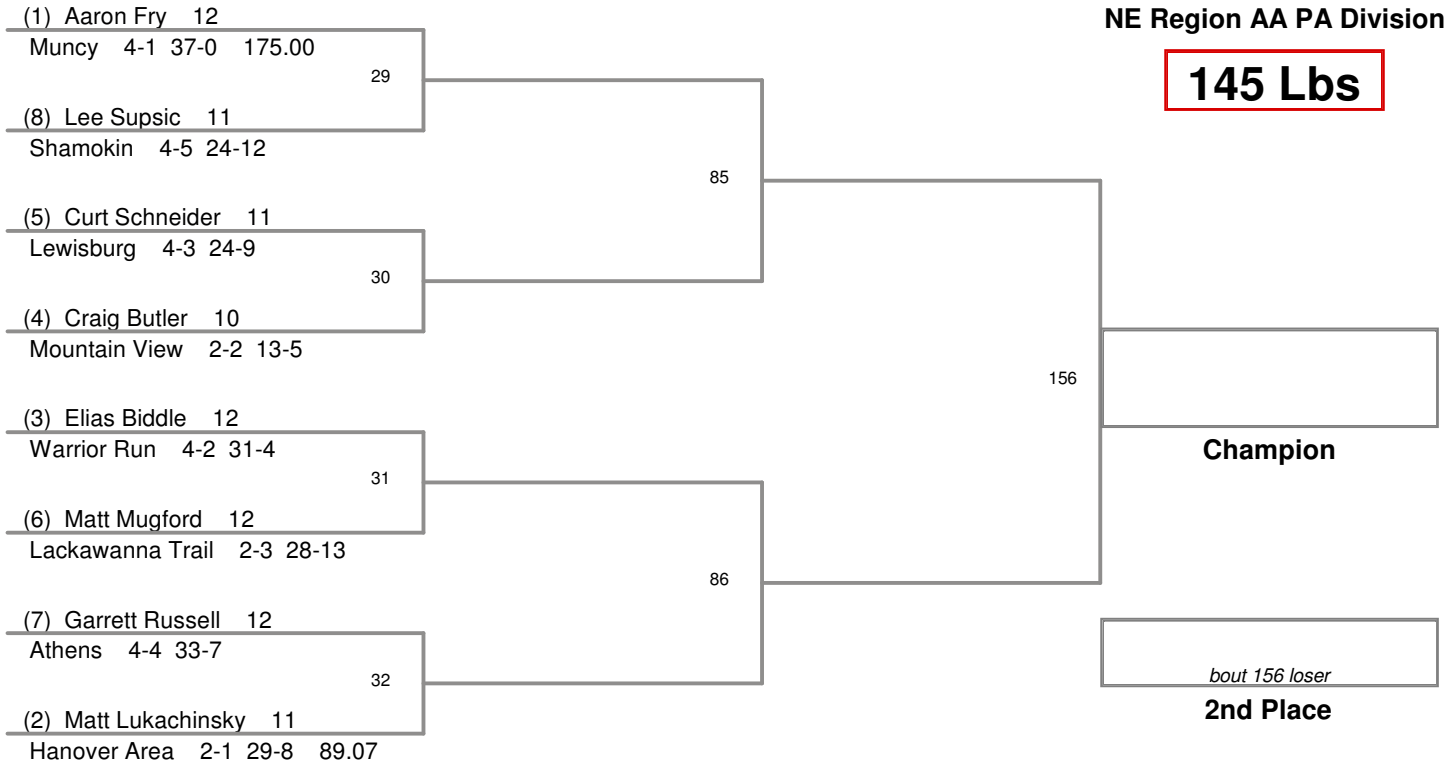 (1) Aaron Fry 12
Muncy 4-1 37-0 175.00
29
(8) Lee Supsic 11
Shamokin 4-5 24-12
85
(5) Curt Schneider 11
Lewisburg 4-3 24-9
30
(4) Craig Butler 10
Mountain View 2-2 13-5
156
(3) Elias Biddle 12
Warrior Run 4-2 31-4
31
(6) Matt Mugford 12
Lackawanna Trail 2-3 28-13
86
(7) Garrett Russell 12
Athens 4-4 33-7
32
(2) Matt Lukachinsky 11
Hanover Area 2-1 29-8 89.07
NE Region AA PA Division
145 Lbs
Champion
bout 156 loser
2nd Place